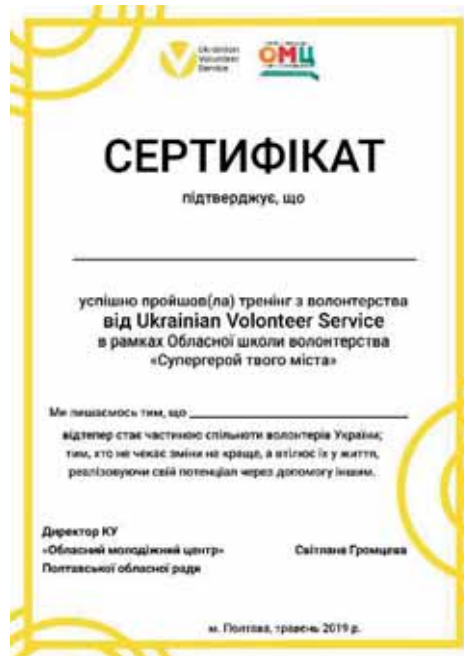 Ukrainian
Volunteer
Service
ОМЦ
СЕРТИФІКАТ
підтверджує, що
успішно пройшов(ла) тренінг з волонтерства
від Ukrainian Volonteer Service
в рамках Обласної школи волонтерства
«Супергерой твого міста»
Ми пишаємось тим, що
відтепер стає частиною спільноти волонтерів України;
тим, хто не чекає зміни на краще, а втілює їх у життя,
реалізовуючи свій потенціал через допомогу іншим.
Директор КУ
«Обласний молодіжний центр»
Полтавської обласної ради
Світлана Громцева
м. Полтава, травень 2019 р.